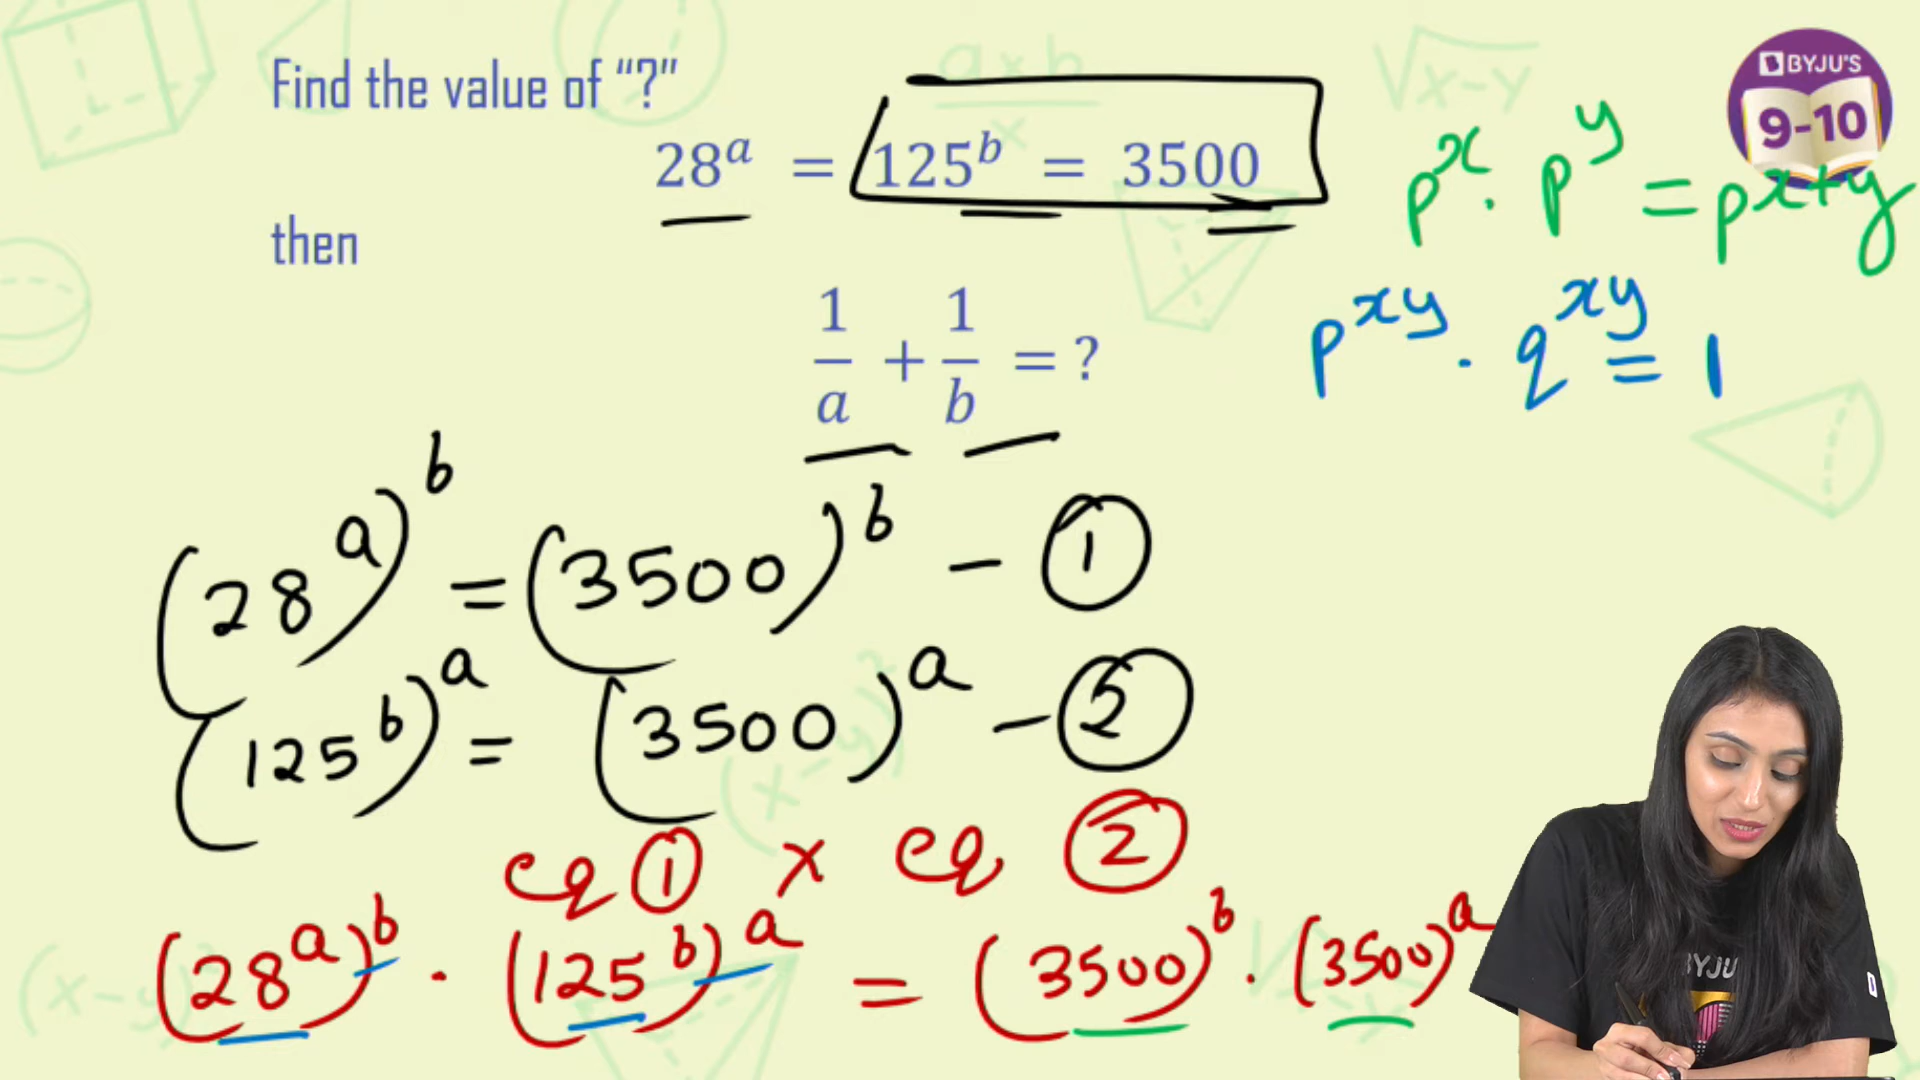 Find the value of “?”
28^a = 125^b = 3500
then
1/a + 1/b = ?
BYJU'S
9-10
p^x · p^y = p^(x+y)
p^(xy) · q^(xy) = 1
(28^a)^b = (3500)^b - ①
(125^b)^a = (3500)^a - ②
eq ① × eq ②
(28^a)^b · (125^b)^a = (3500)^b · (3500)^a
BYJU